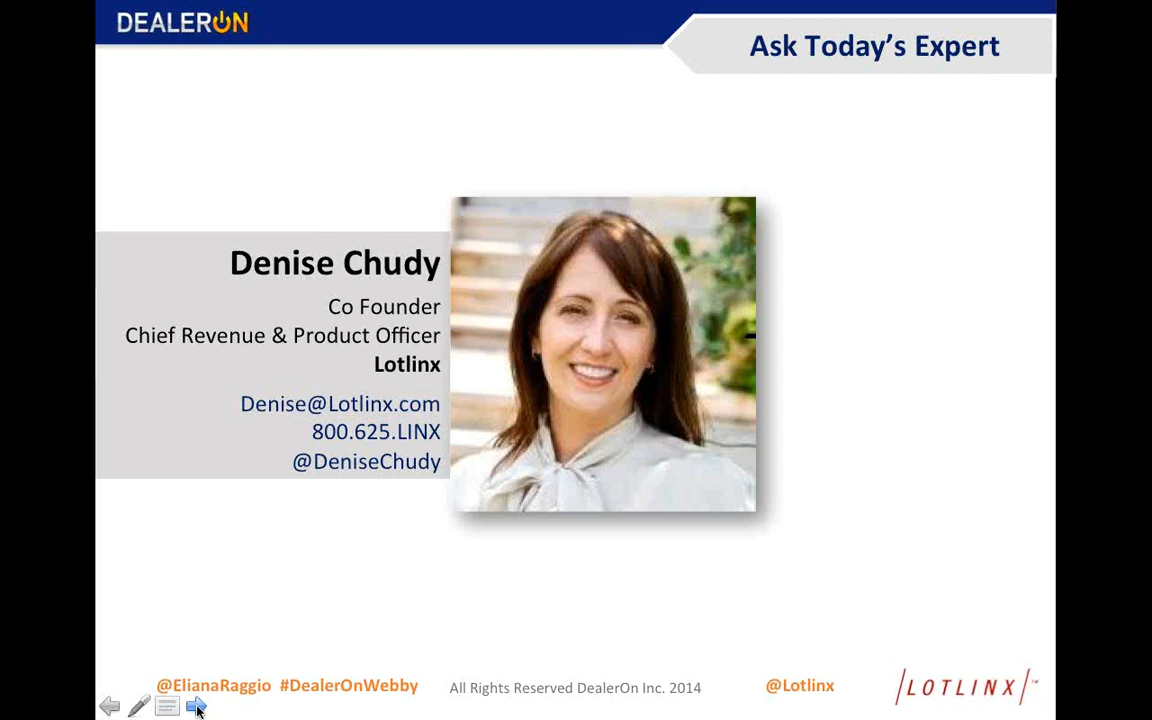 DEALERON
Ask Today’s Expert
Denise Chudy
Co Founder
Chief Revenue & Product Officer
Lotlinx
Denise@Lotlinx.com
800.625.LINX
@DeniseChudy
@ElianaRaggio #DealerOnWebby
All Rights Reserved DealerOn Inc. 2014
@Lotlinx
/LOTLINX/™